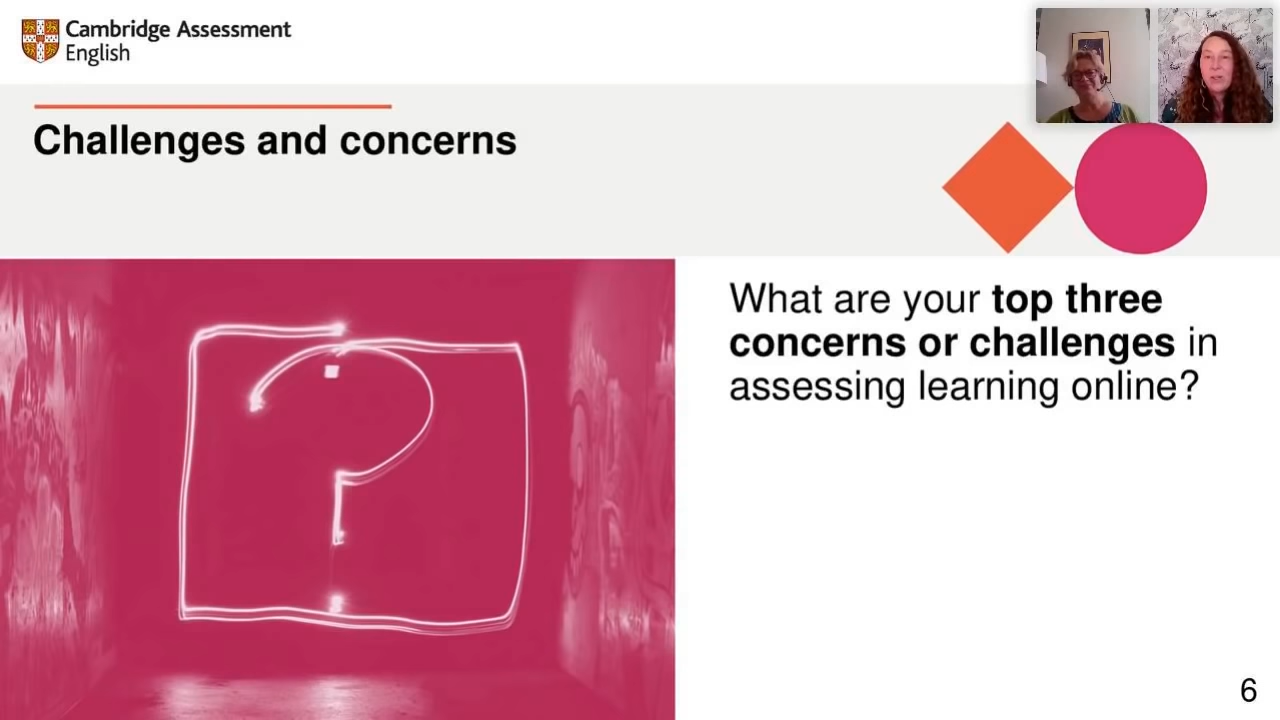 Cambridge Assessment
English
Challenges and concerns
What are your top three
concerns or challenges in
assessing learning online?
6